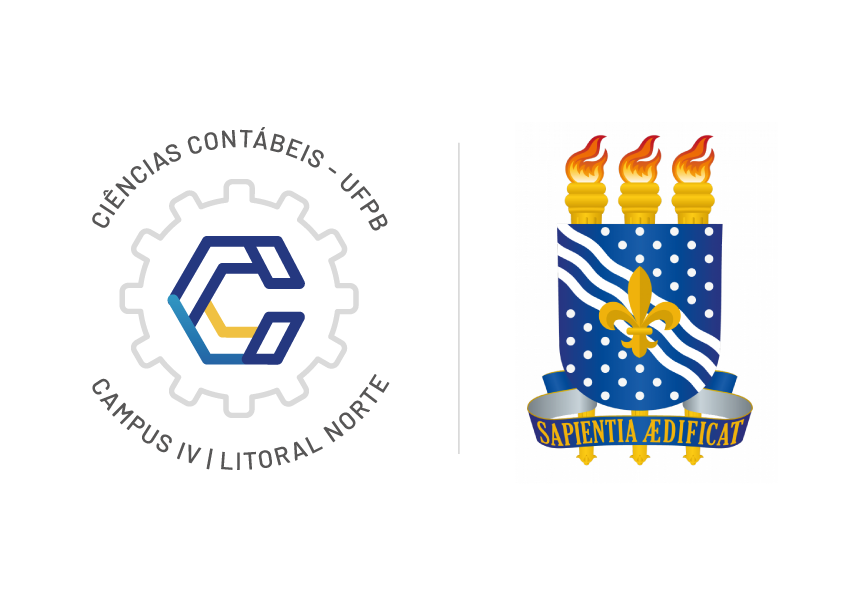 CIÊNCIAS CONTÁBEIS - UFPB
CAMPUS IV | LITORAL NORTE
SAPIENTIA ÆDIFICAT